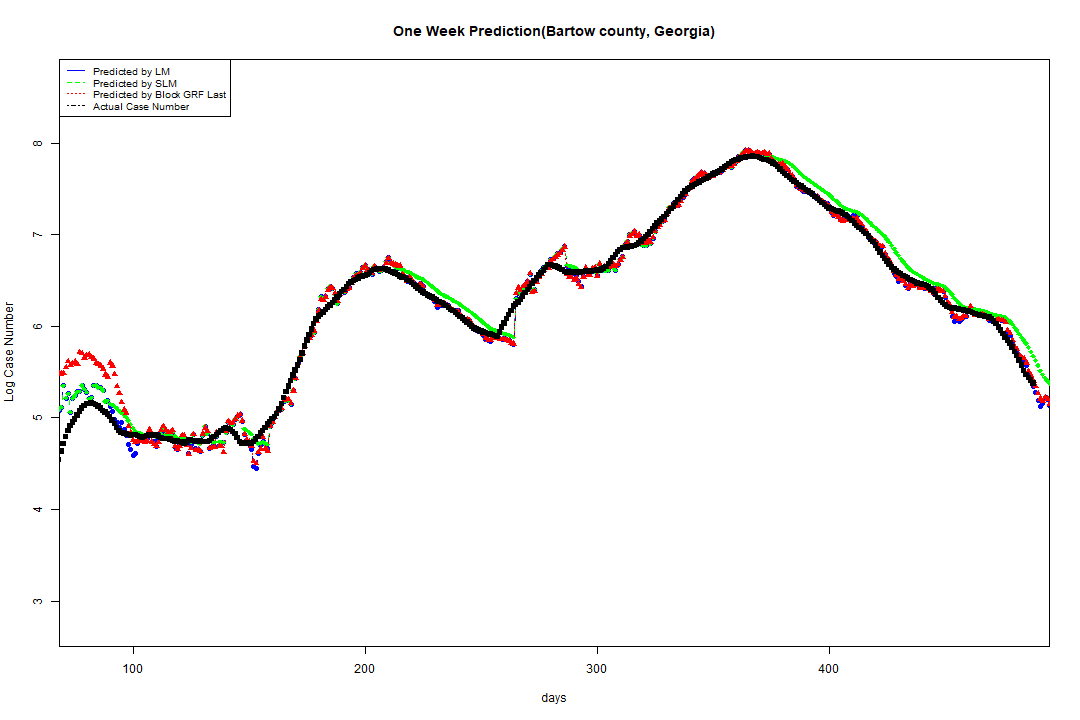 One Week Prediction(Bartow county, Georgia)
Predicted by LM
Predicted by SLM
Predicted by Block GRF Last
Actual Case Number
Log Case Number
8
7
6
5
4
3
100 200 300 400
days